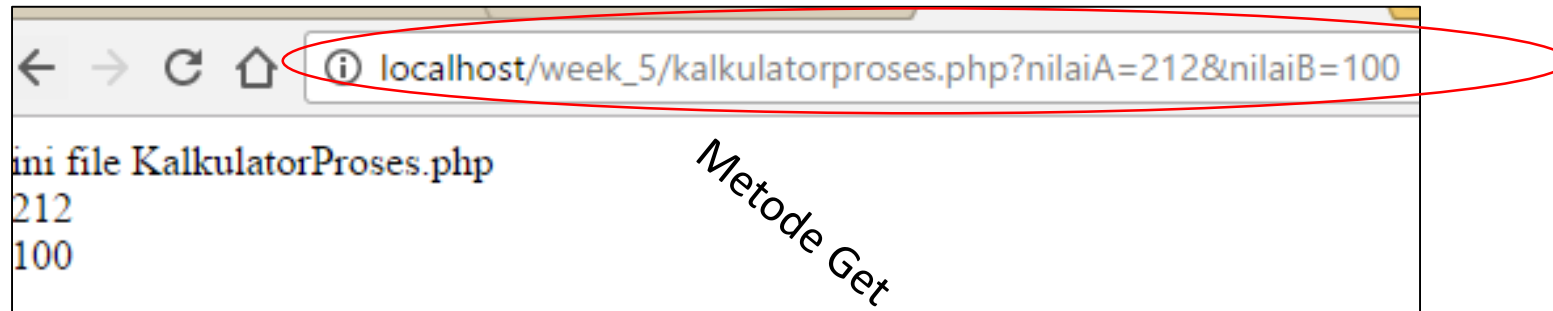 localhost/week_5/kalkulatorproses.php?nilaiA=212&nilaiB=100
ini file KalkulatorProses.php
212
100
Metode Get